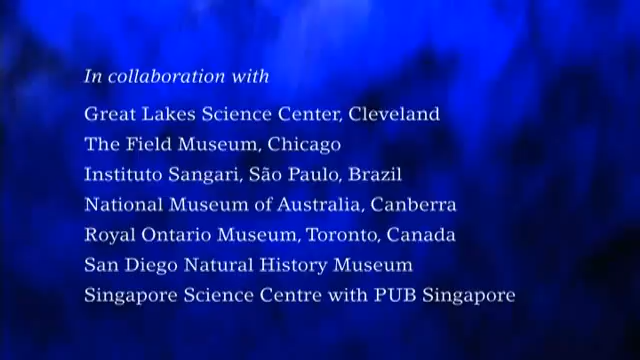 In collaboration with
Great Lakes Science Center, Cleveland
The Field Museum, Chicago
Instituto Sangari, São Paulo, Brazil
National Museum of Australia, Canberra
Royal Ontario Museum, Toronto, Canada
San Diego Natural History Museum
Singapore Science Centre with PUB Singapore